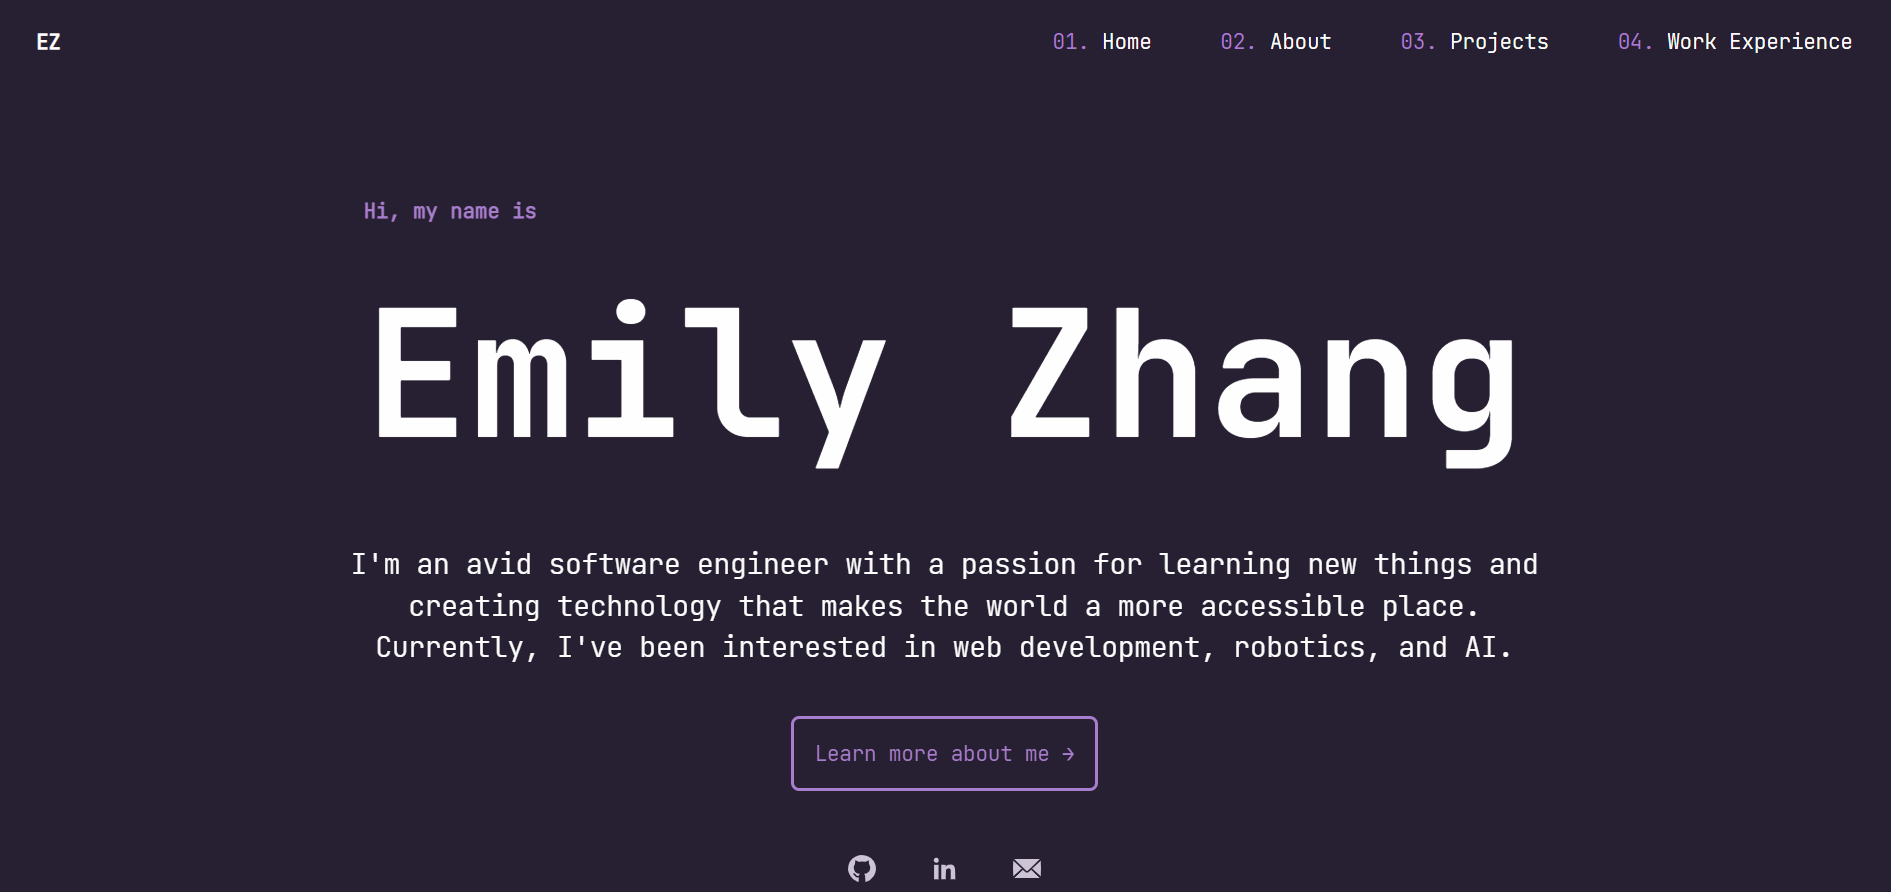 EZ
01. Home
02. About
03. Projects
04. Work Experience
Hi, my name is
Emily Zhang
I'm an avid software engineer with a passion for learning new things and
creating technology that makes the world a more accessible place.
Currently, I've been interested in web development, robotics, and AI.
Learn more about me →
in